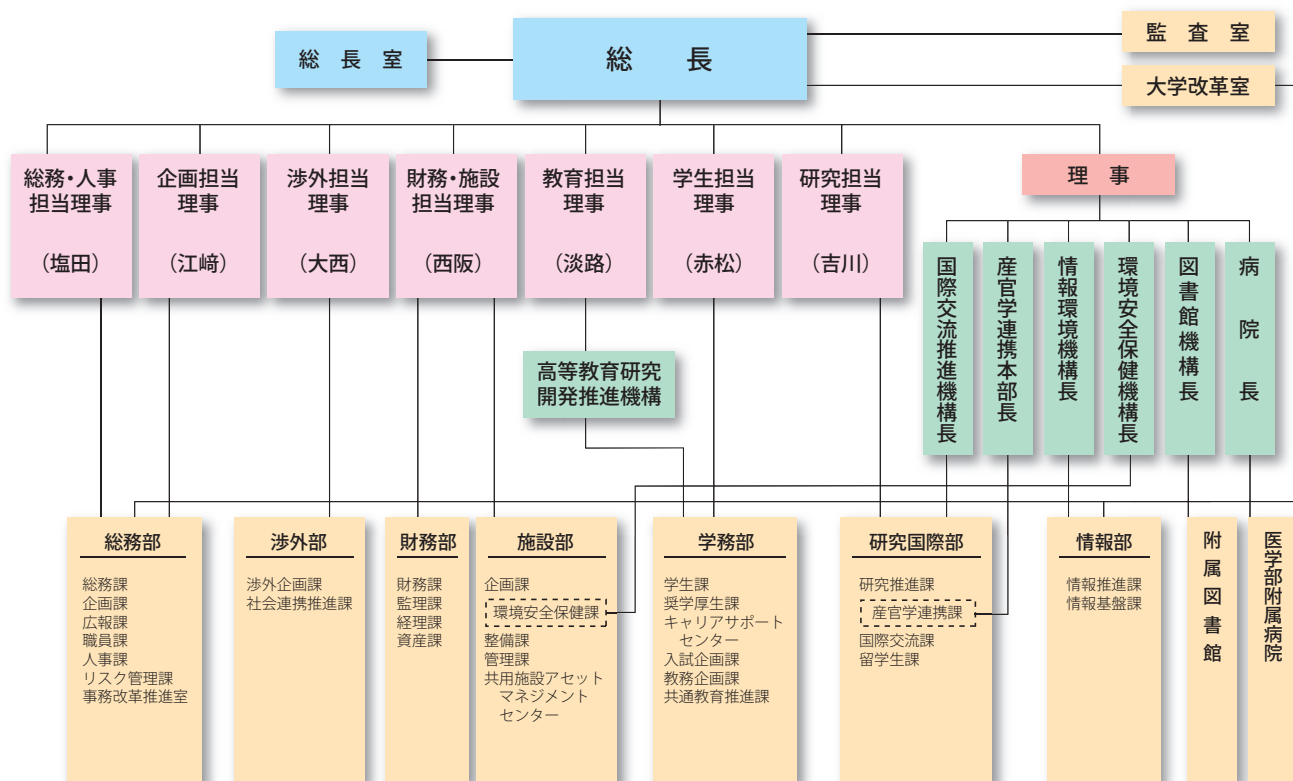 総長室
総長
監査室
大学改革室
総務・人事
担当理事
（塩田）
企画担当
理事
（江﨑）
渉外担当
理事
（大西）
財務・施設
担当理事
（西阪）
教育担当
理事
（淡路）
学生担当
理事
（赤松）
研究担当
理事
（吉川）
理事
国際交流推進機構長
産官学連携本部長
情報環境機構長
環境安全保健機構長
図書館機構長
病院長
高等教育研究
開発推進機構
総務部
総務課
企画課
広報課
職員課
人事課
リスク管理課
事務改革推進室
渉外部
渉外企画課
社会連携推進課
財務部
財務課
監理課
経理課
資産課
施設部
企画課
環境安全保健課
整備課
管理課
共用施設アセット
マネジメント
センター
学務部
学生課
奨学厚生課
キャリアサポート
センター
入試企画課
教務企画課
共通教育推進課
研究国際部
研究推進課
産官学連携課
国際交流課
留学生課
情報部
情報推進課
情報基盤課
附属図書館
医学部附属病院